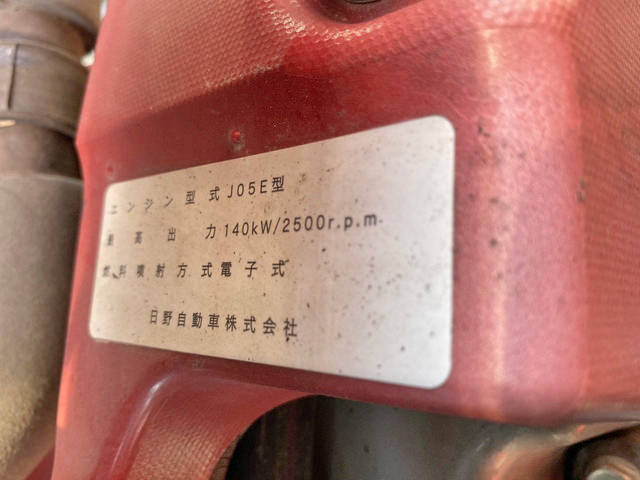 エンジン型式J05E型
最高出力140kW/2500r.p.m.
燃料噴射方式電子式
日野自動車株式会社